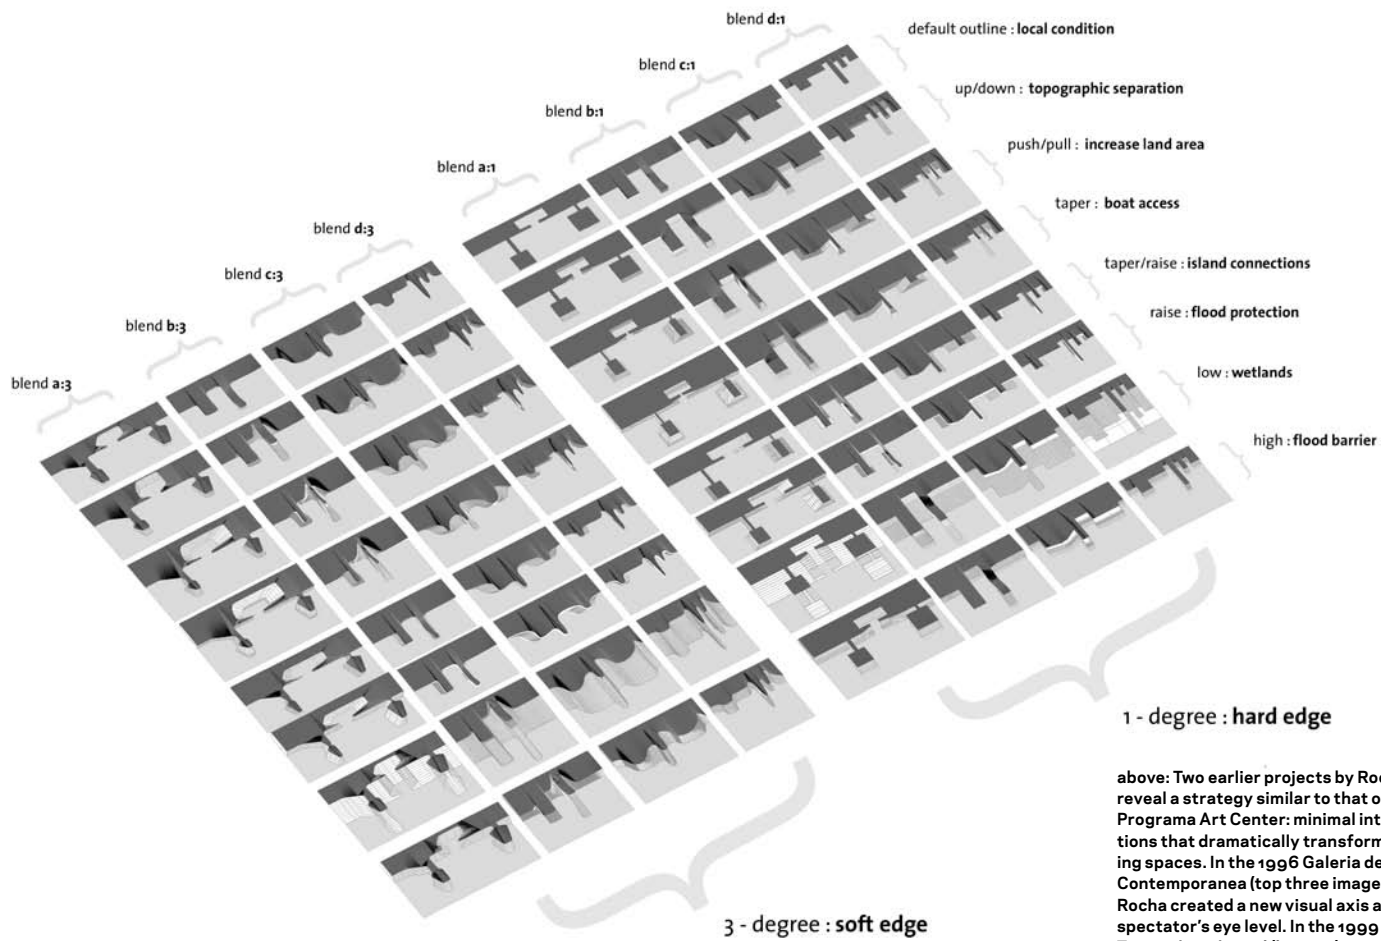 blend d:1
default outline : local condition
blend c:1
up/down : topographic separation
blend b:1
push/pull : increase land area
blend a:1
taper : boat access
blend d:3
taper/raise : island connections
blend c:3
raise : flood protection
blend b:3
low : wetlands
blend a:3
high : flood barrier
1 - degree : hard edge
3 - degree : soft edge
above: Two earlier projects by Roc
reveal a strategy similar to that o
Programa Art Center: minimal int
tions that dramatically transform
ing spaces. In the 1996 Galeria de
Contemporanea (top three image
Rocha created a new visual axis a
spectator's eye level. In the 1999